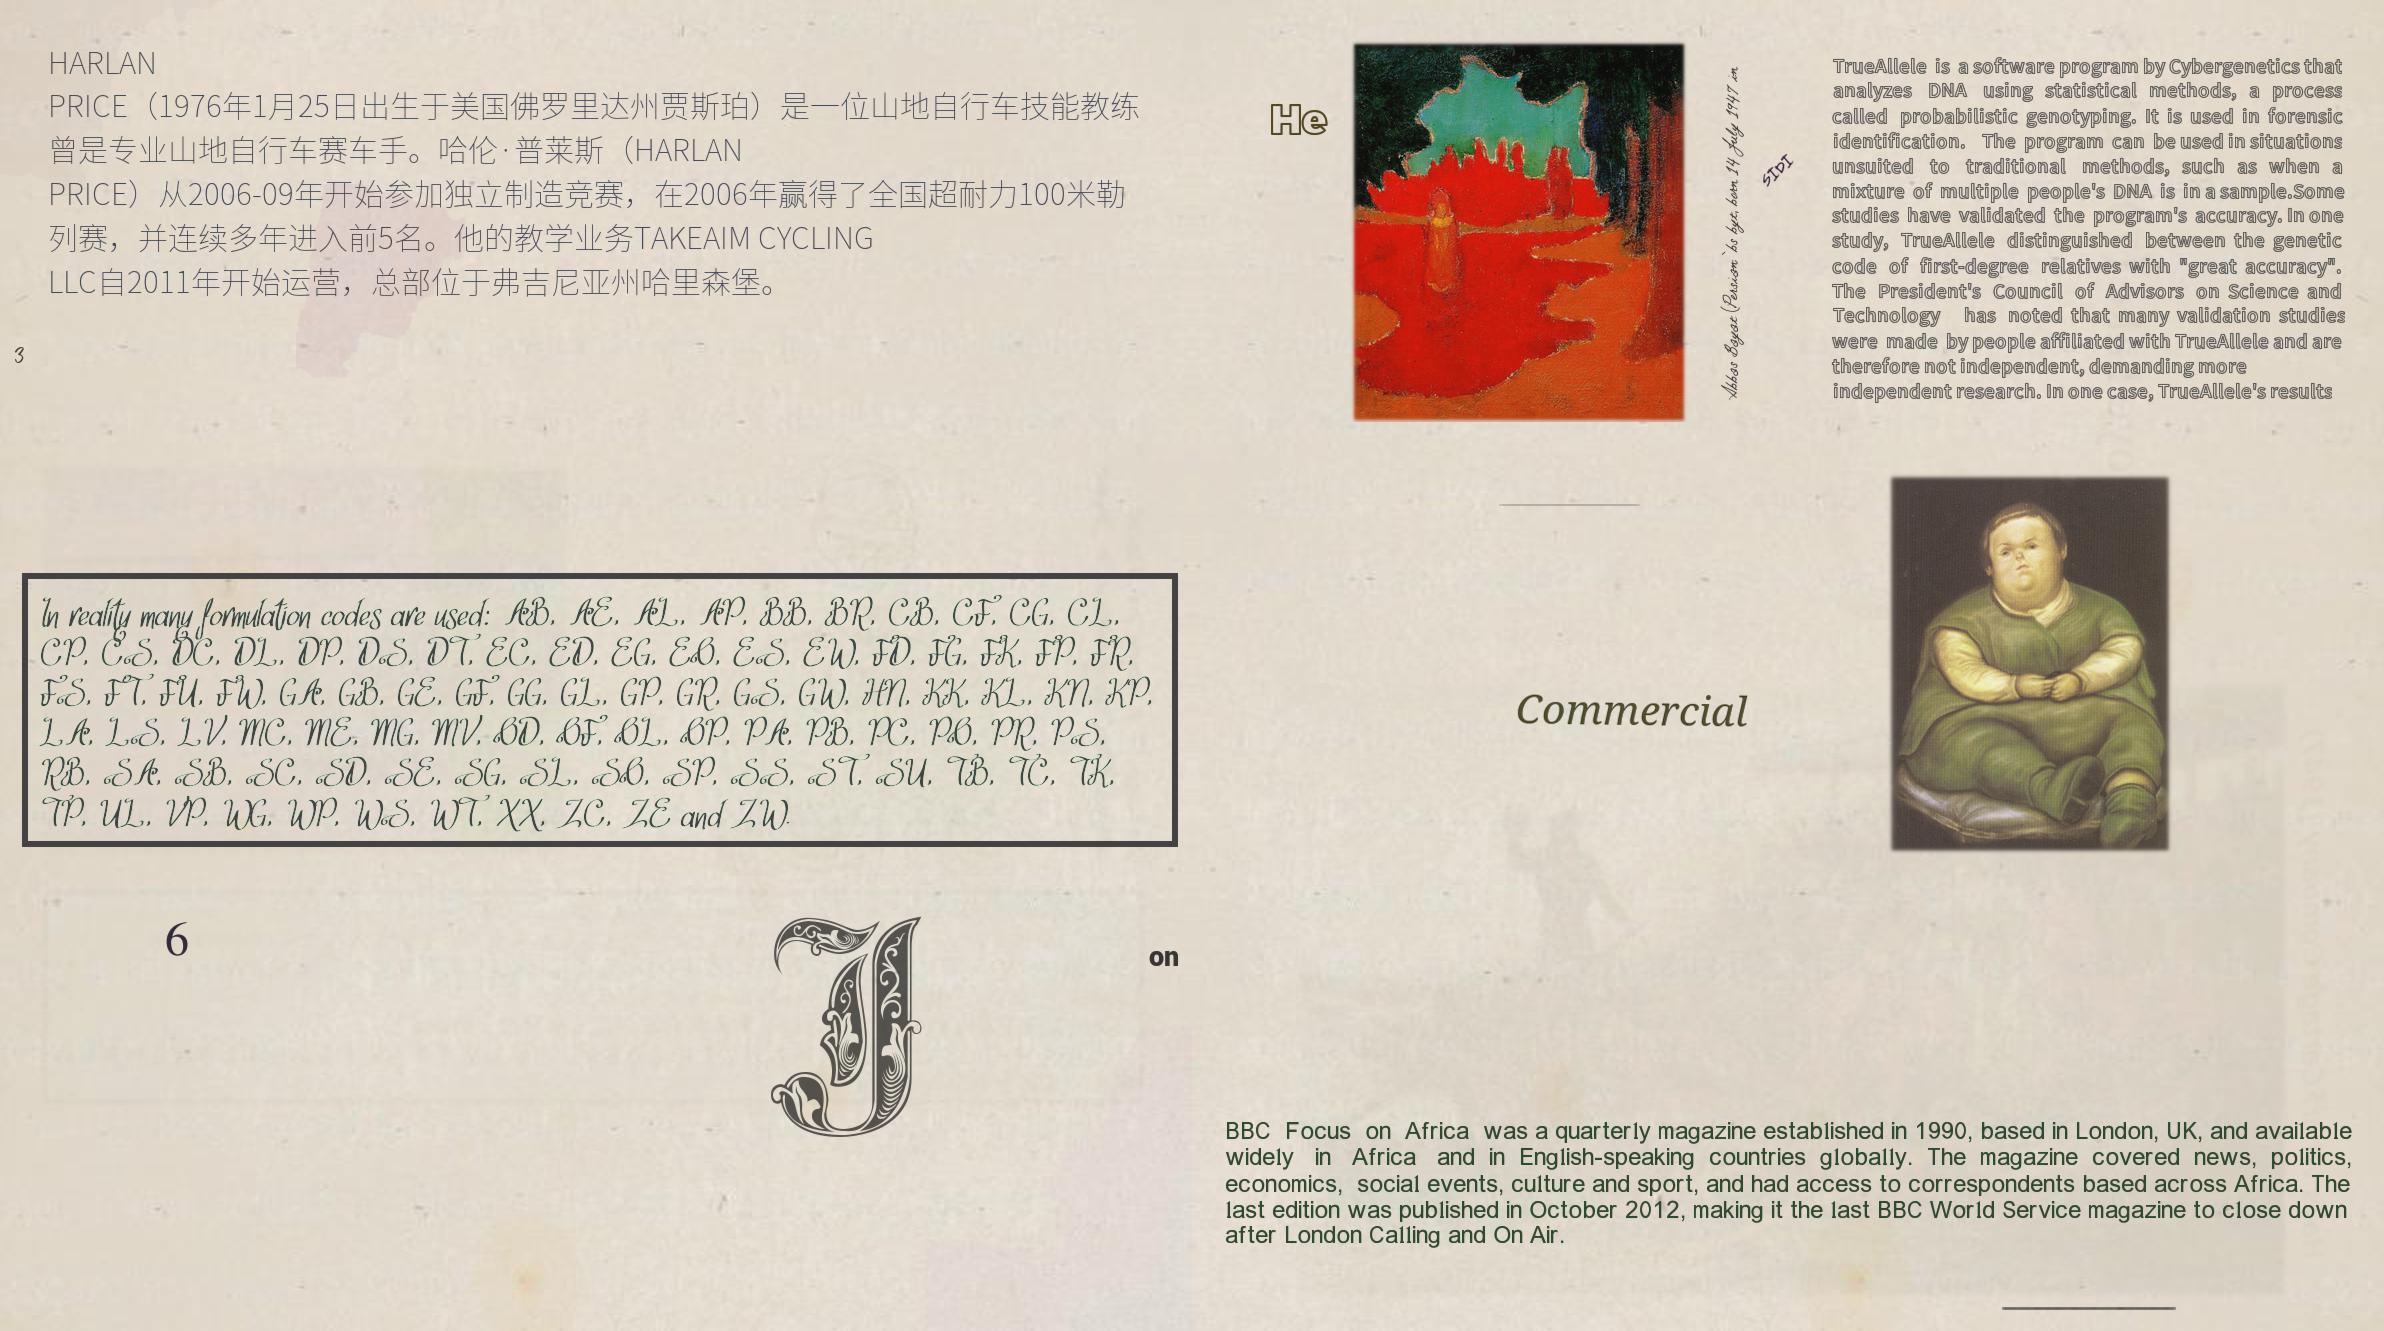 HARLAN
PRICE（1976年1月25日出生于美国佛罗里达州贾斯珀）是一位山地自行车技能教练
曾是专业山地自行车赛车手。哈伦·普莱斯（HARLAN
PRICE）从2006-09年开始参加独立制造竞赛，在2006年赢得了全国超耐力100米勒
列赛，并连续多年进入前5名。他的教学业务TAKEAIM CYCLING
LLC自2011年开始运营，总部位于弗吉尼亚州哈里森堡。
3
In reality many formulation codes are used: AB, AE, AL, AP, BB, BR, CB, CF, CG, CL,
CP, CS, DC, DL, DP, DS, DT, EC, ED, EG, EO, ES, EW, FD, FG, FK, FP, FR,
FS, FT, FU, FW, GA, GB, GE, GF, GG, GL, GP, GR, GS, GW, HN, KK, KL, KN, KP,
LA, LS, LV, MC, ME, MG, MV, OD, OF, OL, OP, PA, PB, PC, PO, PR, PS,
RB, SA, SB, SC, SD, SE, SG, SL, SO, SP, SS, ST, SU, TB, TC, TK,
TP, UL, VP, WG, WP, WS, WT, XX, ZC, ZE and ZW.
6
J
on
He
Abbas Bayat (Persian
born 14 July 1947 in
SIDI
TrueAllele is a software program by Cybergenetics that
analyzes DNA using statistical methods, a process
called probabilistic genotyping. It is used in forensic
identification. The program can be used in situations
unsuited to traditional methods, such as when a
mixture of multiple people's DNA is in a sample.Some
studies have validated the program's accuracy. In one
study, TrueAllele distinguished between the genetic
code of first-degree relatives with "great accuracy".
The President's Council of Advisors on Science and
Technology has noted that many validation studies
were made by people affiliated with TrueAllele and are
therefore not independent, demanding more
independent research. In one case, TrueAllele's results
Commercial
BBC Focus on Africa was a quarterly magazine established in 1990, based in London, UK, and available
widely in Africa and in English-speaking countries globally. The magazine covered news, politics,
economics, social events, culture and sport, and had access to correspondents based across Africa. The
last edition was published in October 2012, making it the last BBC World Service magazine to close down
after London Calling and On Air.